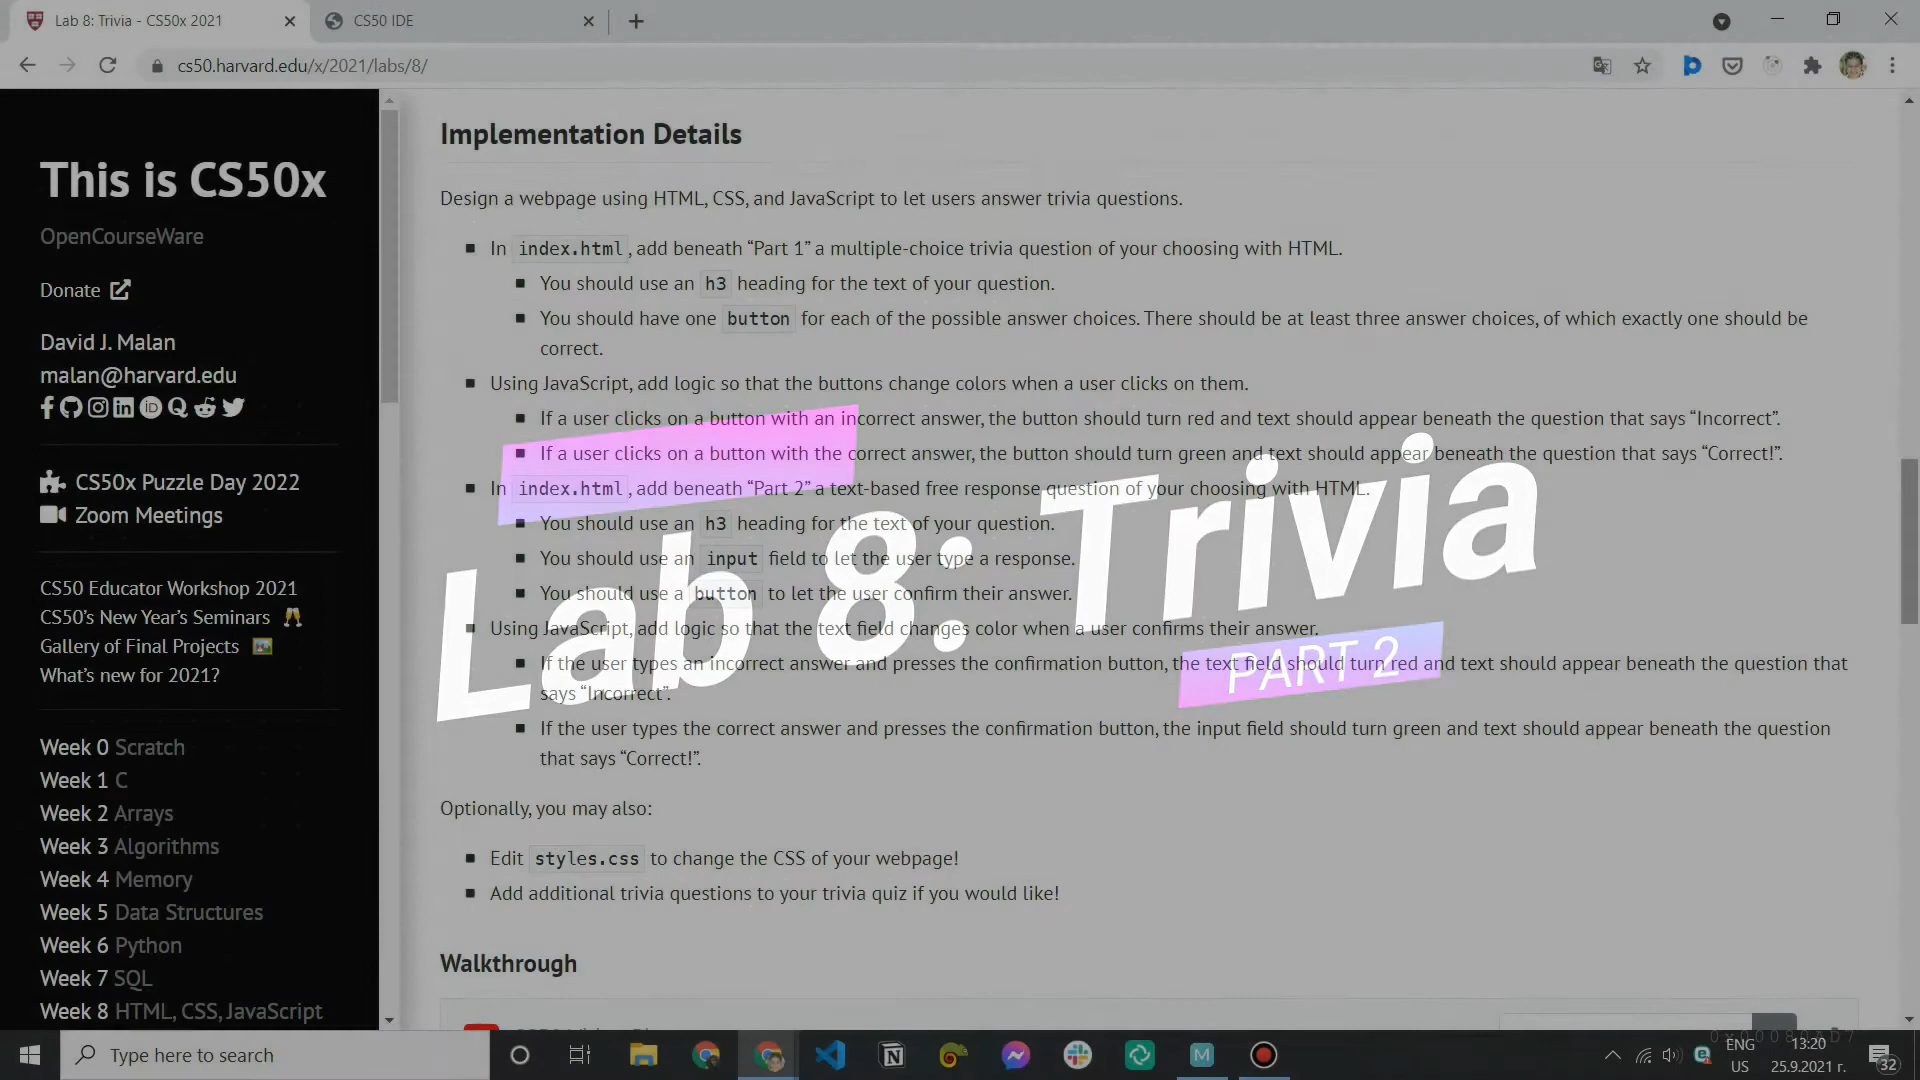 Lab 8: Trivia - CS50x 2021
CS50 IDE
cs50.harvard.edu/x/2021/labs/8/
This is CS50x
OpenCourseWare
Donate
David J. Malan
malan@harvard.edu
CS50x Puzzle Day 2022
Zoom Meetings
CS50 Educator Workshop 2021
CS50’s New Year’s Seminars
Gallery of Final Projects
What’s new for 2021?
Week 0 Scratch
Week 1 C
Week 2 Arrays
Week 3 Algorithms
Week 4 Memory
Week 5 Data Structures
Week 6 Python
Week 7 SQL
Week 8 HTML, CSS, JavaScript
Implementation Details
Design a webpage using HTML, CSS, and JavaScript to let users answer trivia questions.
In index.html, add beneath “Part 1” a multiple-choice trivia question of your choosing with HTML.
You should use an h3 heading for the text of your question.
You should have one button for each of the possible answer choices. There should be at least three answer choices, of which exactly one should be
correct.
Using JavaScript, add logic so that the buttons change colors when a user clicks on them.
If a user clicks on a button with an incorrect answer, the button should turn red and text should appear beneath the question that says “Incorrect”.
If a user clicks on a button with the correct answer, the button should turn green and text should appear beneath the question that says “Correct!”.
In index.html, add beneath “Part 2” a text-based free response question of your choosing with HTML.
You should use an h3 heading for the text of your question.
You should use an input field to let the user type a response.
You should use a button to let the user confirm their answer.
Using JavaScript, add logic so that the text field changes color when a user confirms their answer.
If the user types an incorrect answer and presses the confirmation button, the text field should turn red and text should appear beneath the question that
says “Incorrect”.
If the user types the correct answer and presses the confirmation button, the input field should turn green and text should appear beneath the question
that says “Correct!”.
Optionally, you may also:
Edit styles.css to change the CSS of your webpage!
Add additional trivia questions to your trivia quiz if you would like!
Walkthrough
Lab 8: Trivia
PART 2
Type here to search
ENG
US
13:20
25.9.2021 г.
32